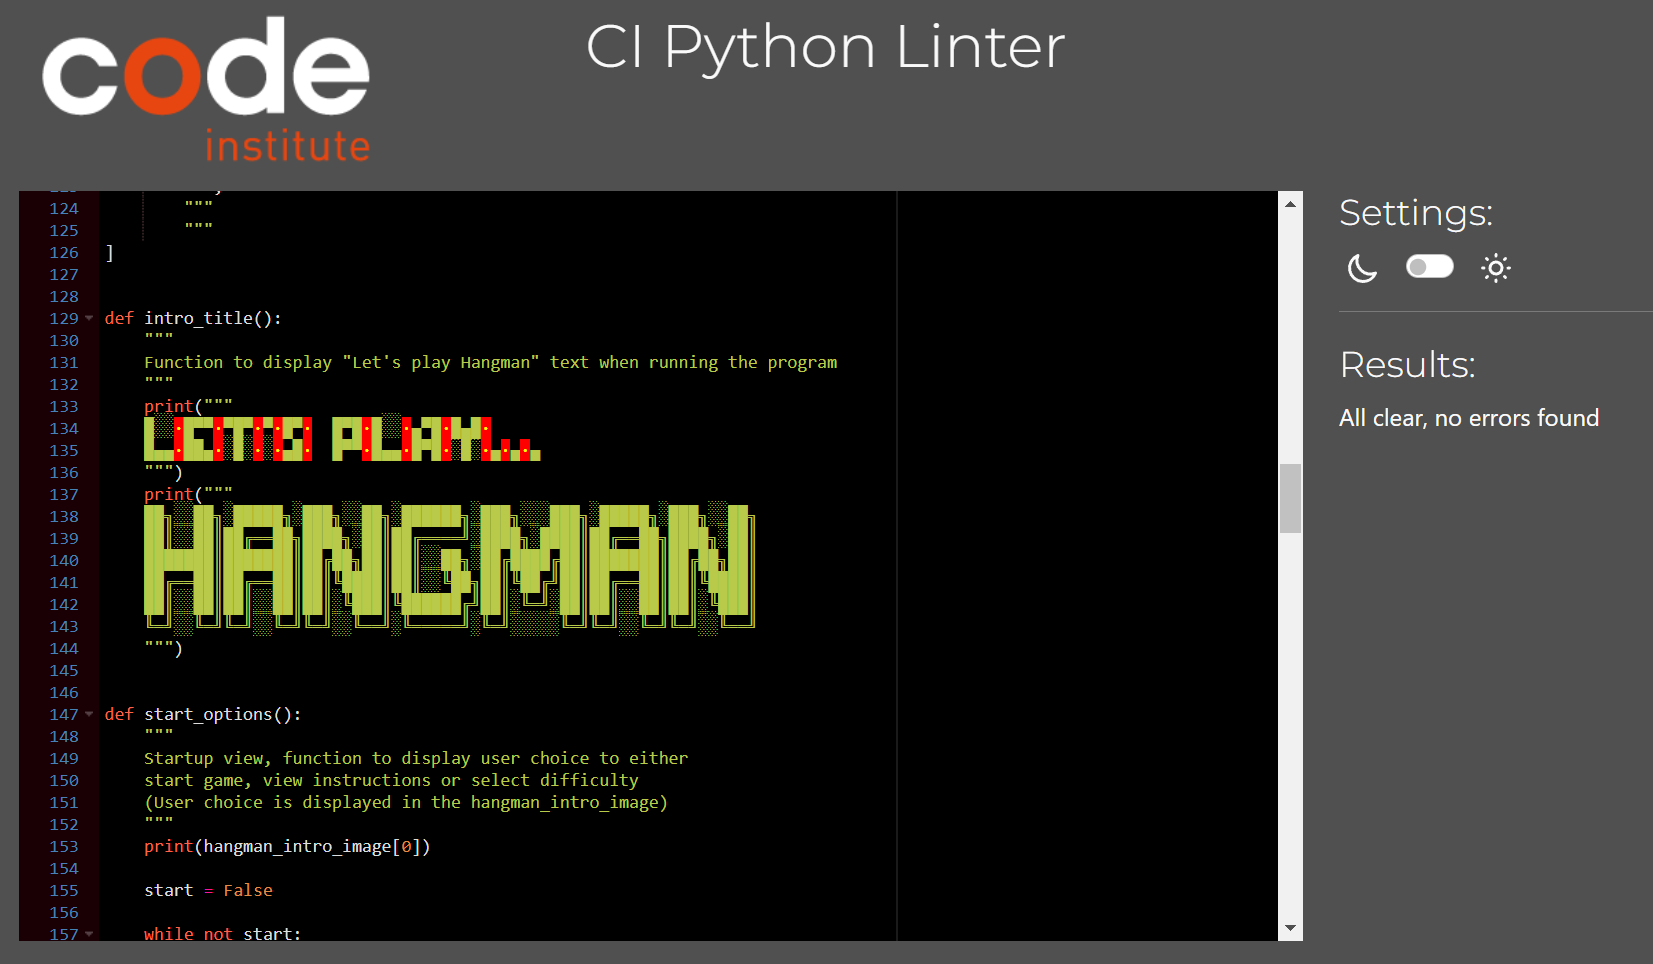 code
institute
CI Python Linter
124 """
125 """
126 ]
127
128
129 def intro_title():
130 """
131 Function to display "Let's play Hangman" text when running the program
132 """
133 print("""
134
135
136 """)
137 print("""
138
139
140 HANGMAN
141
142
143
144 """)
145
146
147 def start_options():
148 """
149 Startup view, function to display user choice to either
150 start game, view instructions or select difficulty
151 (User choice is displayed in the hangman_intro_image)
152 """
153 print(hangman_intro_image[0])
154
155 start = False
156
157 while not start:
Settings:
Results:
All clear, no errors found